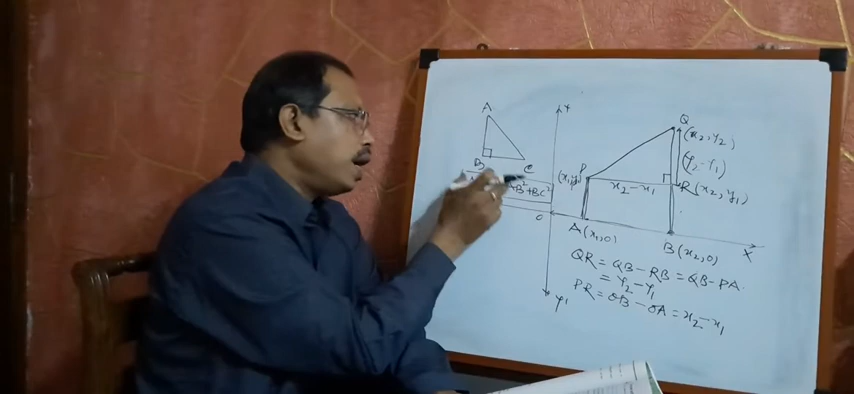 A
B
C
AB²+BC²
Y
Q
(x₂, y₂)
(y₂-y₁)
P
(x₁, y₁)
x₂-x₁
R(x₂, y₁)
O
A(x₁, 0)
B(x₂, 0)
X
QR = QB-RB = QB-PA.
= y₂-y₁
PR = OB-OA = x₂-x₁
Y¹